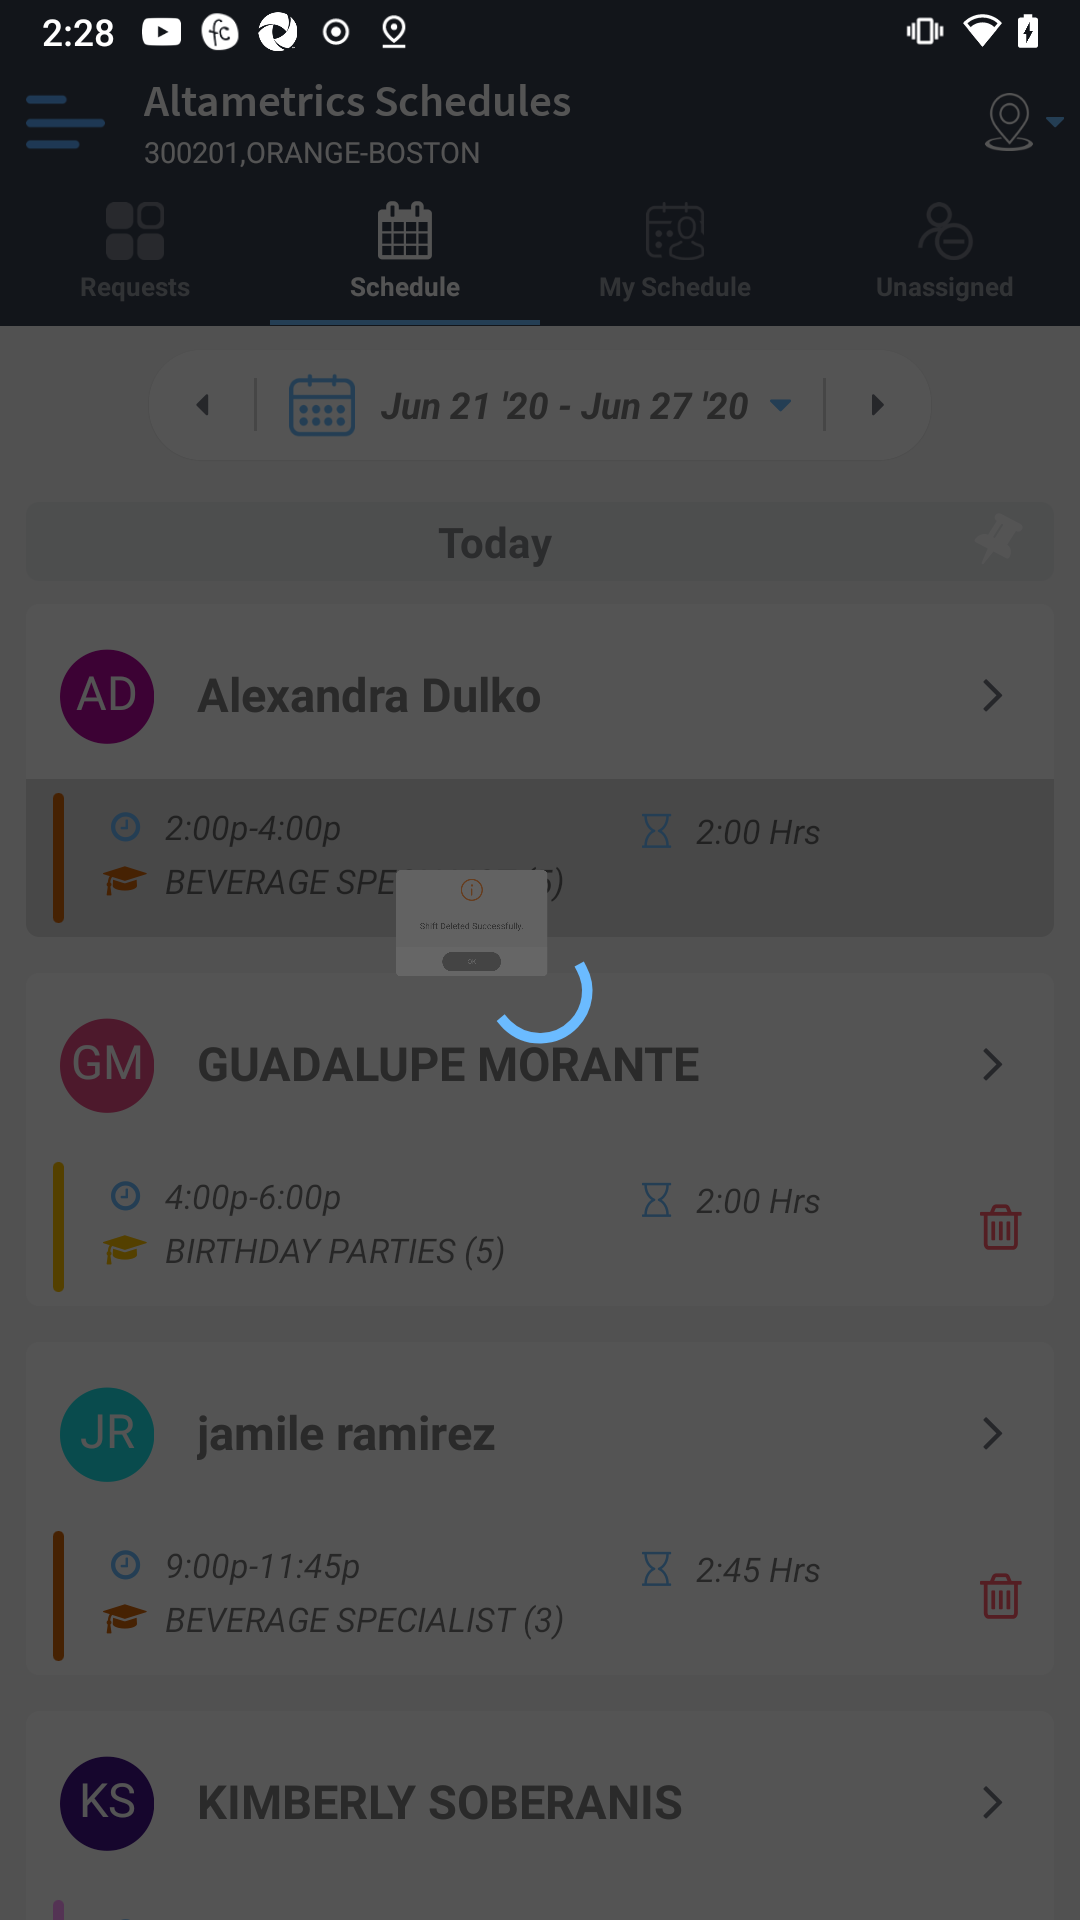 2:28
Altametrics Schedules
300201,ORANGE-BOSTON
Requests
Schedule
My Schedule
Unassigned
Jun 21 '20 - Jun 27 '20
Today
AD
Alexandra Dulko
2:00p-4:00p
2:00 Hrs
BEVERAGE SPE 5)
Shift Deleted Successfully.
OK
GM
GUADALUPE MORANTE
4:00p-6:00p
2:00 Hrs
BIRTHDAY PARTIES (5)
JR
jamile ramirez
9:00p-11:45p
2:45 Hrs
BEVERAGE SPECIALIST (3)
KS
KIMBERLY SOBERANIS